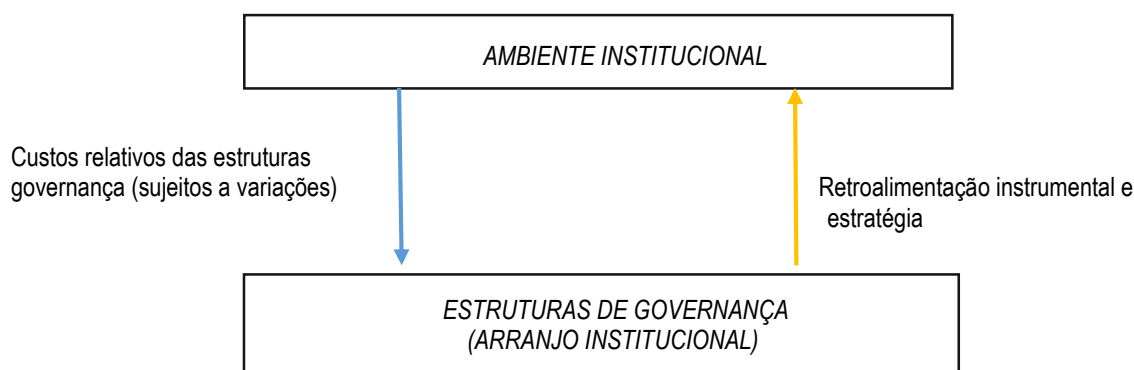 AMBIENTE INSTITUCIONAL
Custos relativos das estruturas
governança (sujeitos a variações)
Retroalimentação instrumental e
estratégia
ESTRUTURAS DE GOVERNANÇA
(ARRANJO INSTITUCIONAL)